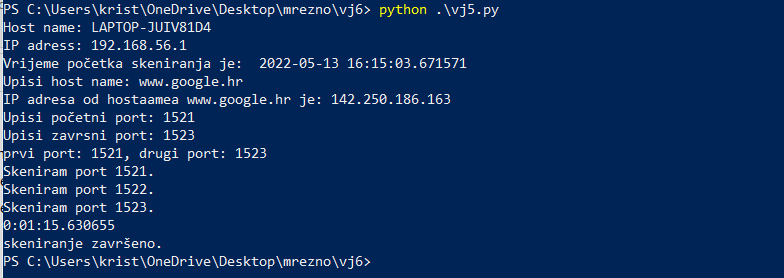 PS C:\Users\krist\OneDrive\Desktop\mrezno\vj6> python .\vj5.py
Host name: LAPTOP-JUIV81D4
IP adress: 192.168.56.1
Vrijeme početka skeniranja je:  2022-05-13 16:15:03.671571
Upisi host name: www.google.hr
IP adresa od hostaamea www.google.hr je: 142.250.186.163
Upisi početni port: 1521
Upisi zavrsni port: 1523
prvi port: 1521, drugi port: 1523
Skeniram port 1521.
Skeniram port 1522.
Skeniram port 1523.
0:01:15.630655
skeniranje završeno.
PS C:\Users\krist\OneDrive\Desktop\mrezno\vj6>